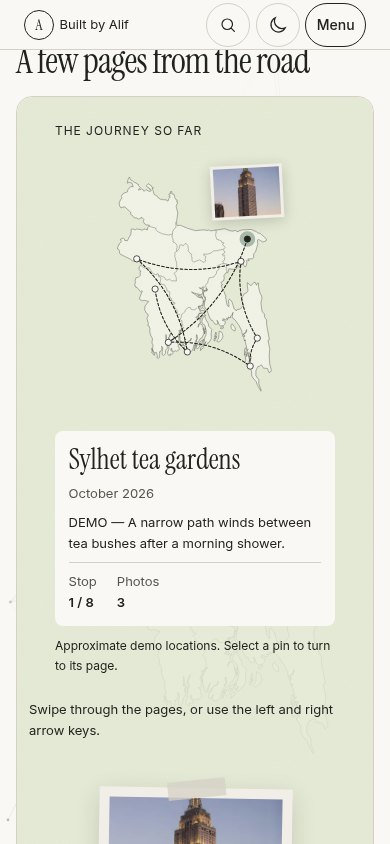 A Built by Alif Menu
A few pages from the road
THE JOURNEY SO FAR
Sylhet tea gardens
October 2026
DEMO — A narrow path winds between
tea bushes after a morning shower.
Stop Photos
1 / 8 3
Approximate demo locations. Select a pin to turn
to its page.
Swipe through the pages, or use the left and right
arrow keys.